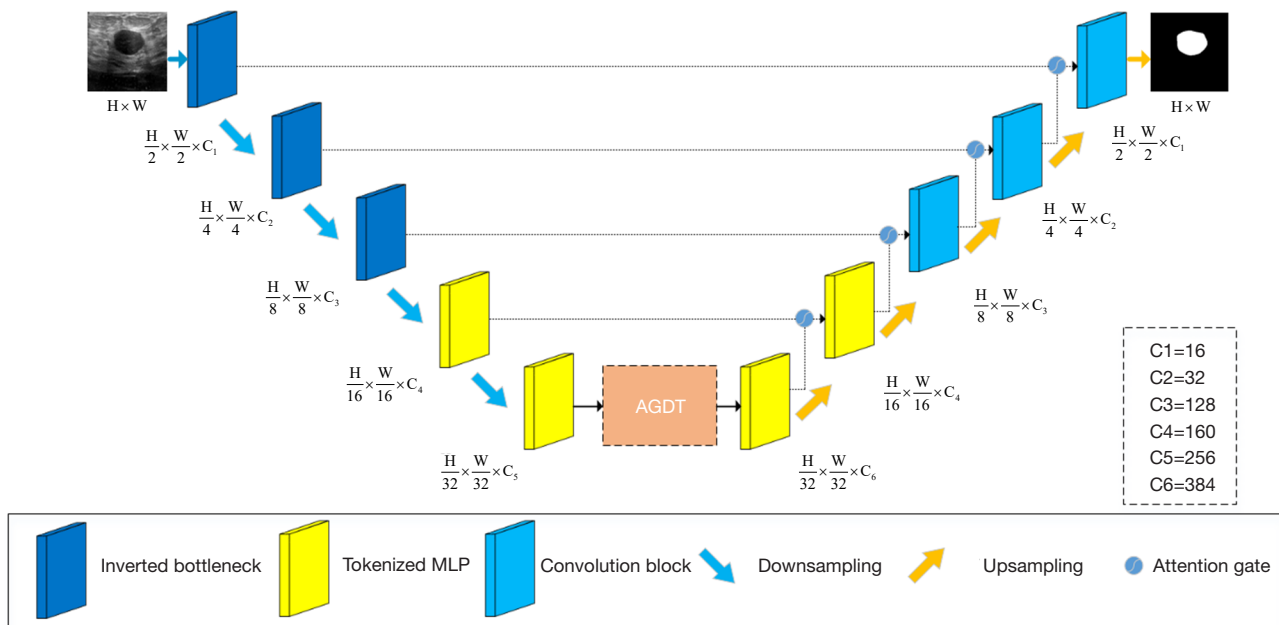 H × W
H × W
H/2 × W/2 × C₁
H/2 × W/2 × C₁
H/4 × W/4 × C₂
H/4 × W/4 × C₂
H/8 × W/8 × C₃
H/8 × W/8 × C₃
H/16 × W/16 × C₄
H/16 × W/16 × C₄
AGDT
H/32 × W/32 × C₅
H/32 × W/32 × C₆
C1=16
C2=32
C3=128
C4=160
C5=256
C6=384
Inverted bottleneck
Tokenized MLP
Convolution block
Downsampling
Upsampling
Attention gate